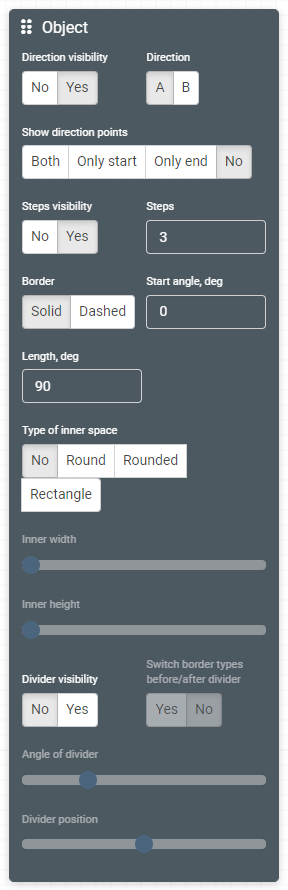 Object
Direction visibility Direction
No Yes A B
Show direction points
Both Only start Only end No
Steps visibility Steps
No Yes 3
Border Start angle, deg
Solid Dashed 0
Length, deg
90
Type of inner space
No Round Rounded
Rectangle
Inner width
Inner height
Divider visibility Switch border types
before/after divider
No Yes Yes No
Angle of divider
Divider position